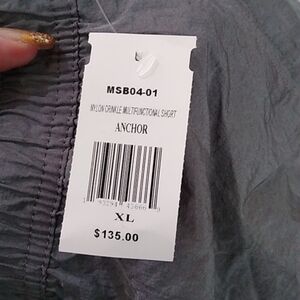 MSB04-01
NYLON CRINKLE MULTIFUNCTIONAL SHORT
ANCHOR
XL
$135.00